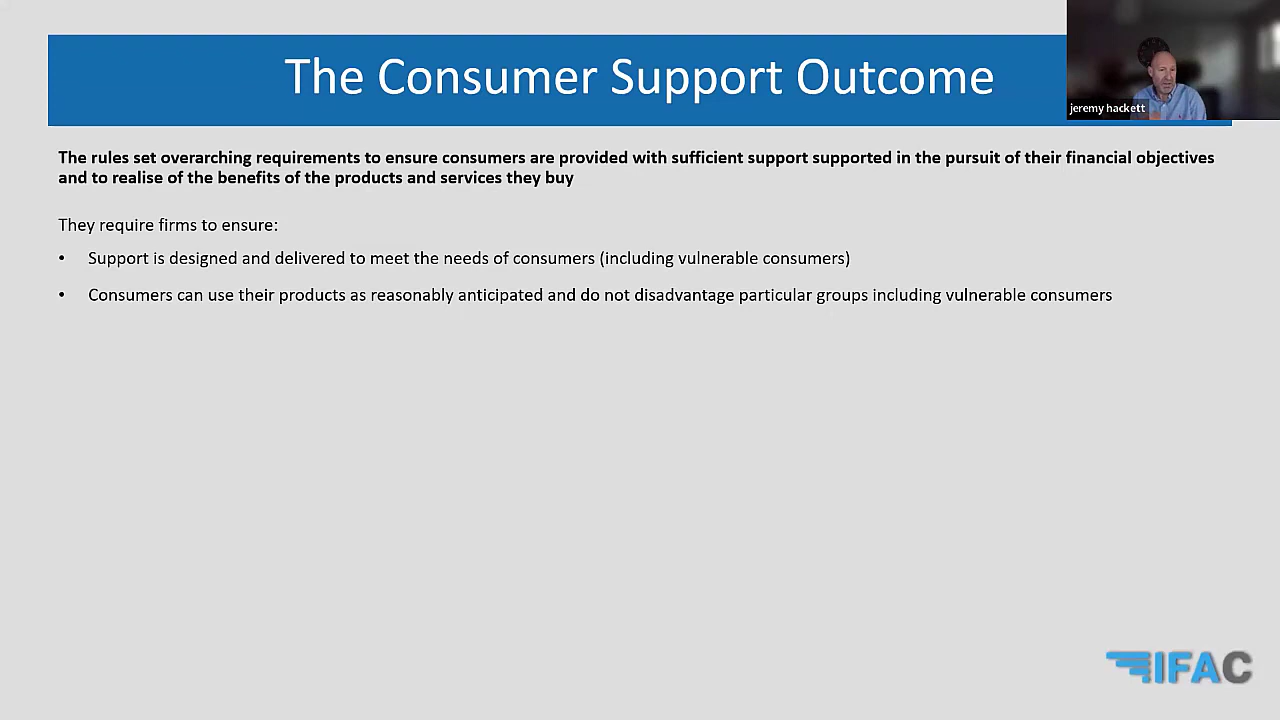 The Consumer Support Outcome
jeremy hackett
The rules set overarching requirements to ensure consumers are provided with sufficient support supported in the pursuit of their financial objectives
and to realise of the benefits of the products and services they buy
They require firms to ensure:
• Support is designed and delivered to meet the needs of consumers (including vulnerable consumers)
• Consumers can use their products as reasonably anticipated and do not disadvantage particular groups including vulnerable consumers
IFAC